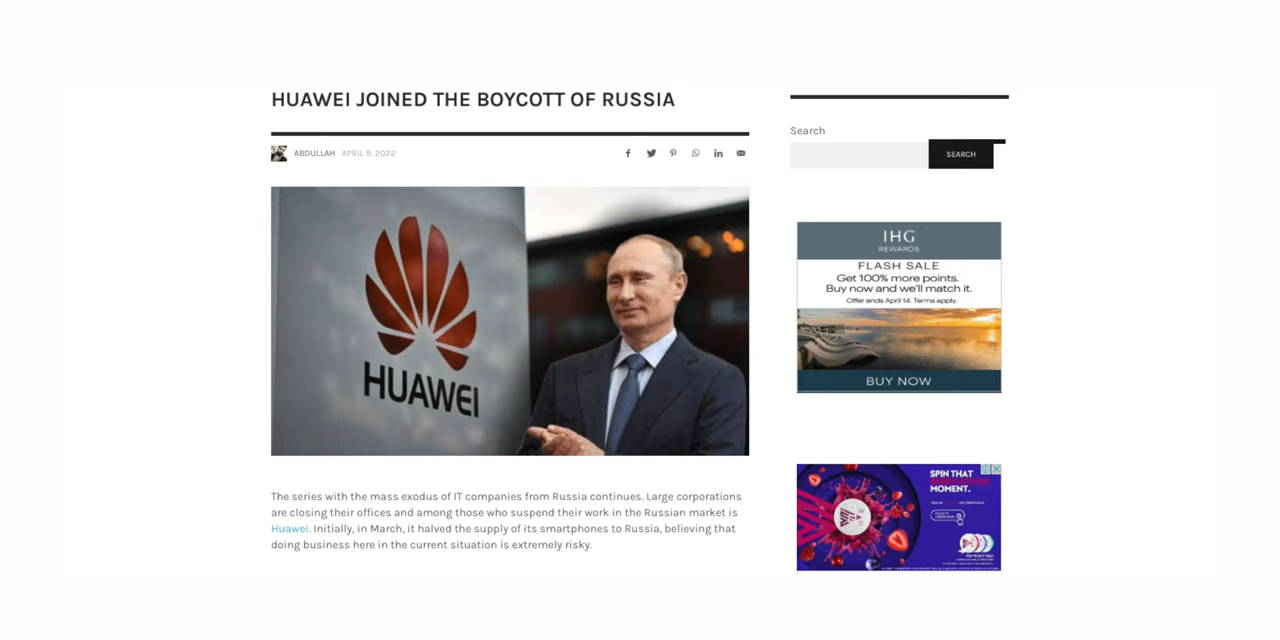 HUAWEI JOINED THE BOYCOTT OF RUSSIA
ABDULLAH APRIL 9, 2022
HUAWEI
The series with the mass exodus of IT companies from Russia continues. Large corporations
are closing their offices and among those who suspend their work in the Russian market is
Huawei. Initially, in March, it halved the supply of its smartphones to Russia, believing that
doing business here in the current situation is extremely risky.
Search
SEARCH
IHG
REWARDS
FLASH SALE
Get 100% more points.
Buy now and we'll match it.
Offer ends April 14. Terms apply.
BUY NOW
SPIN THAT
MOMENT.